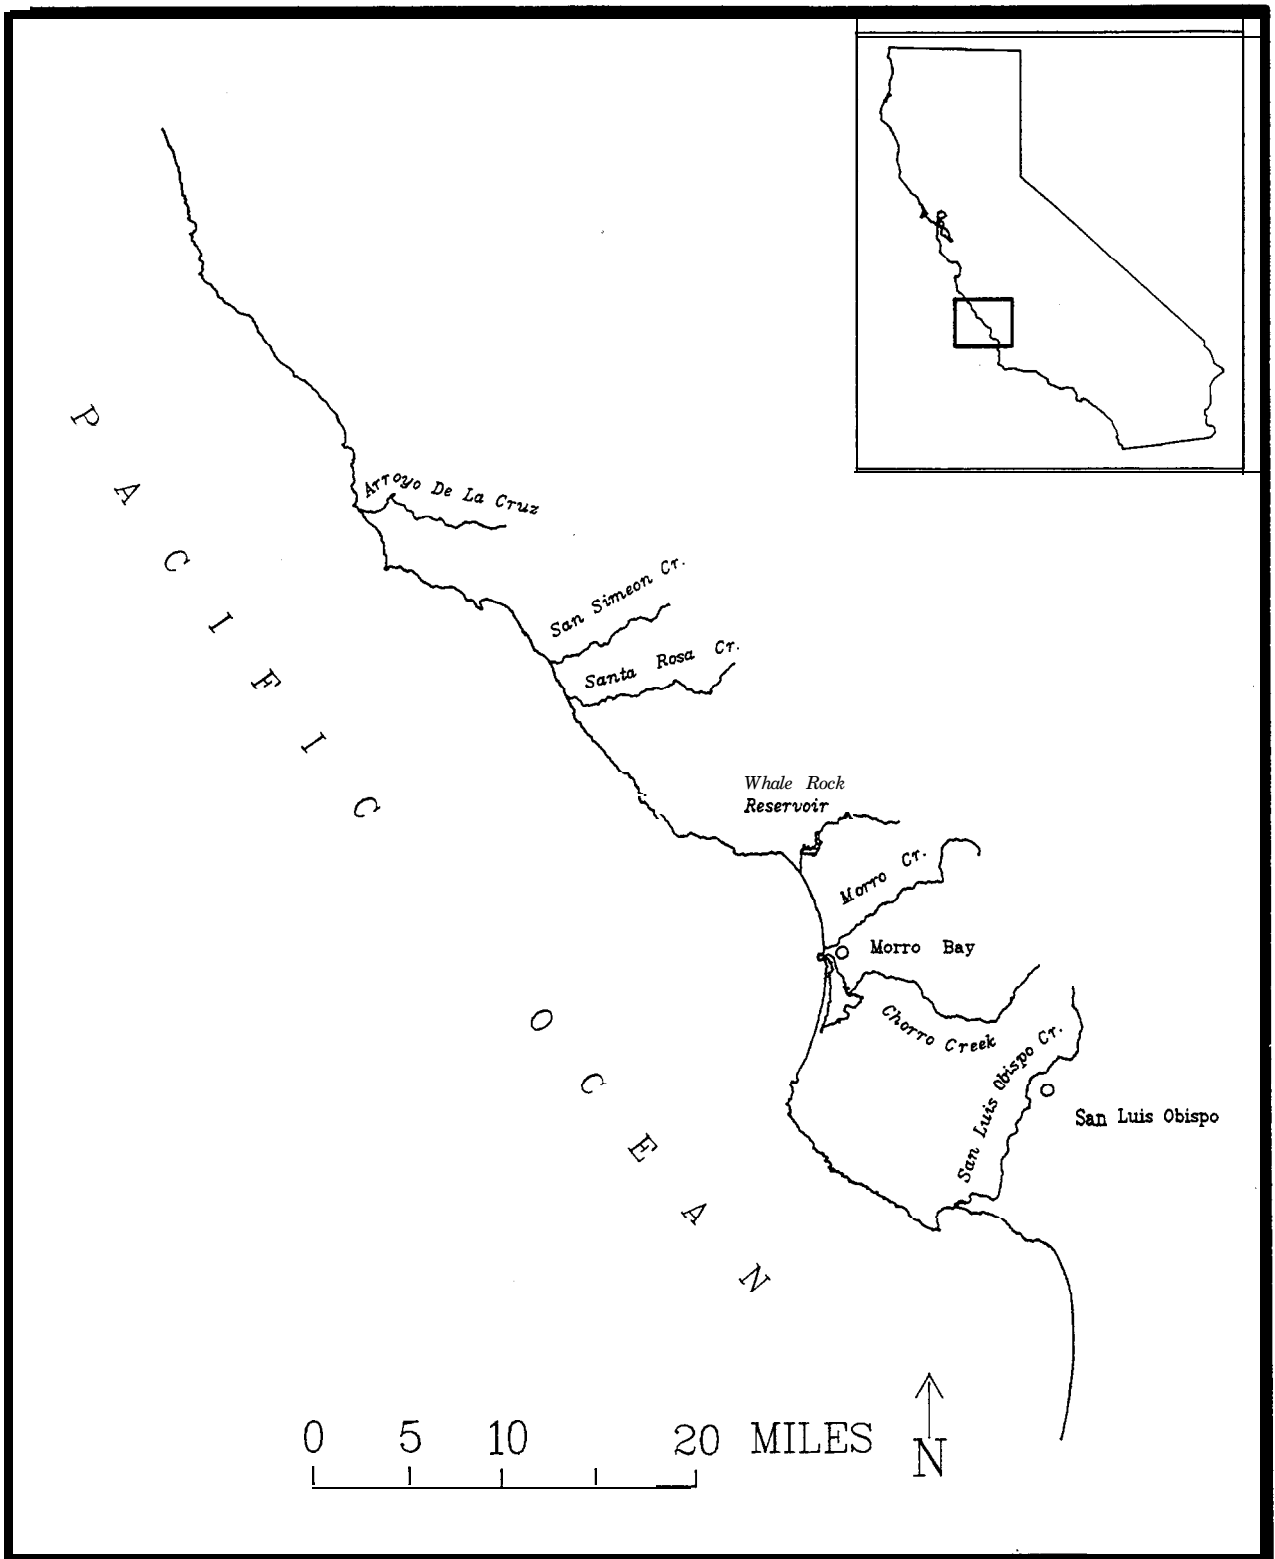 PACIFIC
OCEAN
Arroyo De La Cruz
San Simeon Cr.
Santa Rosa Cr.
Whale Rock
Reservoir
Morro Cr.
Morro Bay
Chorro Creek
San Luis Obispo Cr.
San Luis Obispo
0 5 10 20 MILES
N